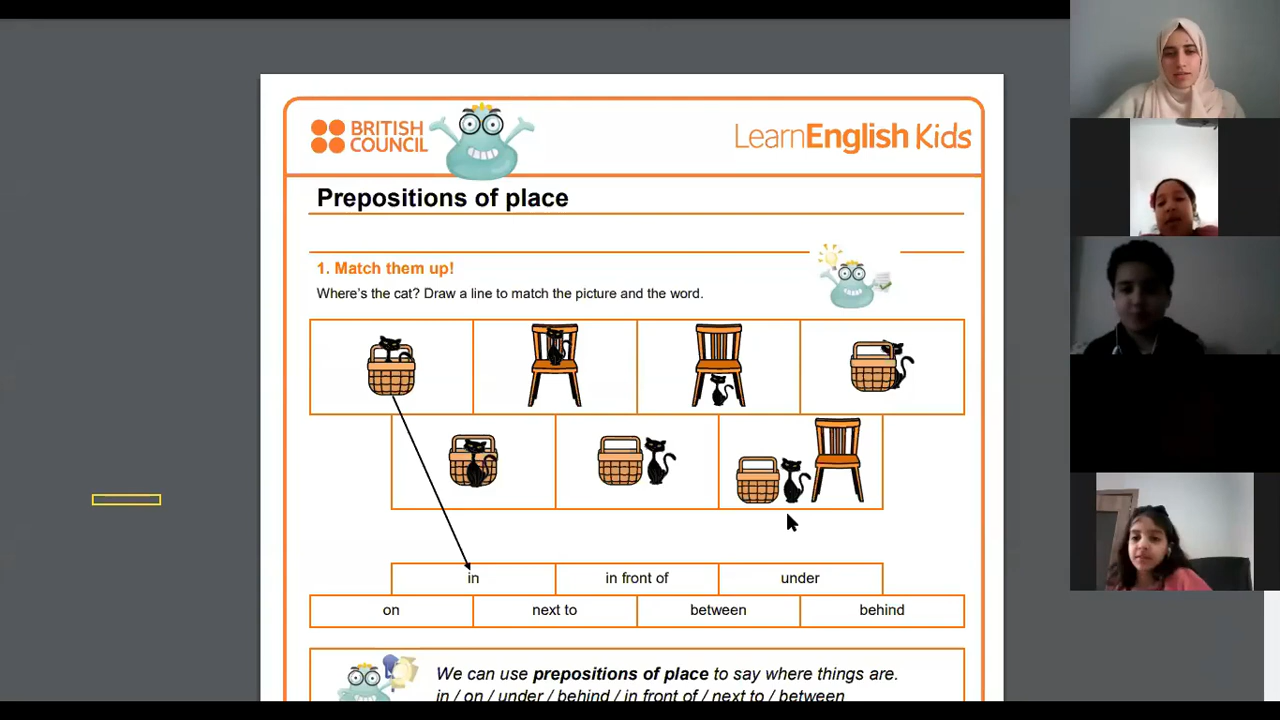 BRITISH
COUNCIL
LearnEnglish Kids
Prepositions of place
1. Match them up!
Where's the cat? Draw a line to match the picture and the word.
in
in front of
under
on
next to
between
behind
We can use prepositions of place to say where things are.
in / on / under / behind / in front of / next to / between